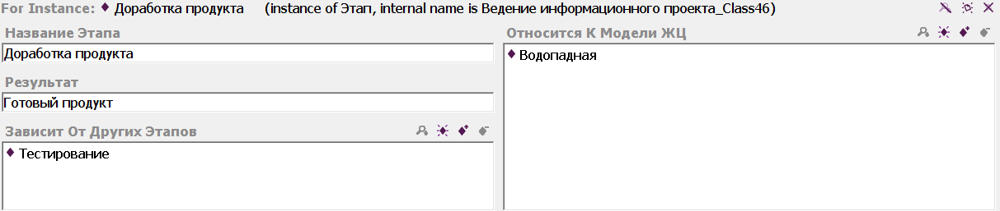 For Instance: Доработка продукта (instance of Этап, internal name is Ведение информационного проекта_Class46)
Название Этапа
Доработка продукта
Результат
Готовый продукт
Зависит От Других Этапов
Тестирование
Относится К Модели ЖЦ
Водопадная